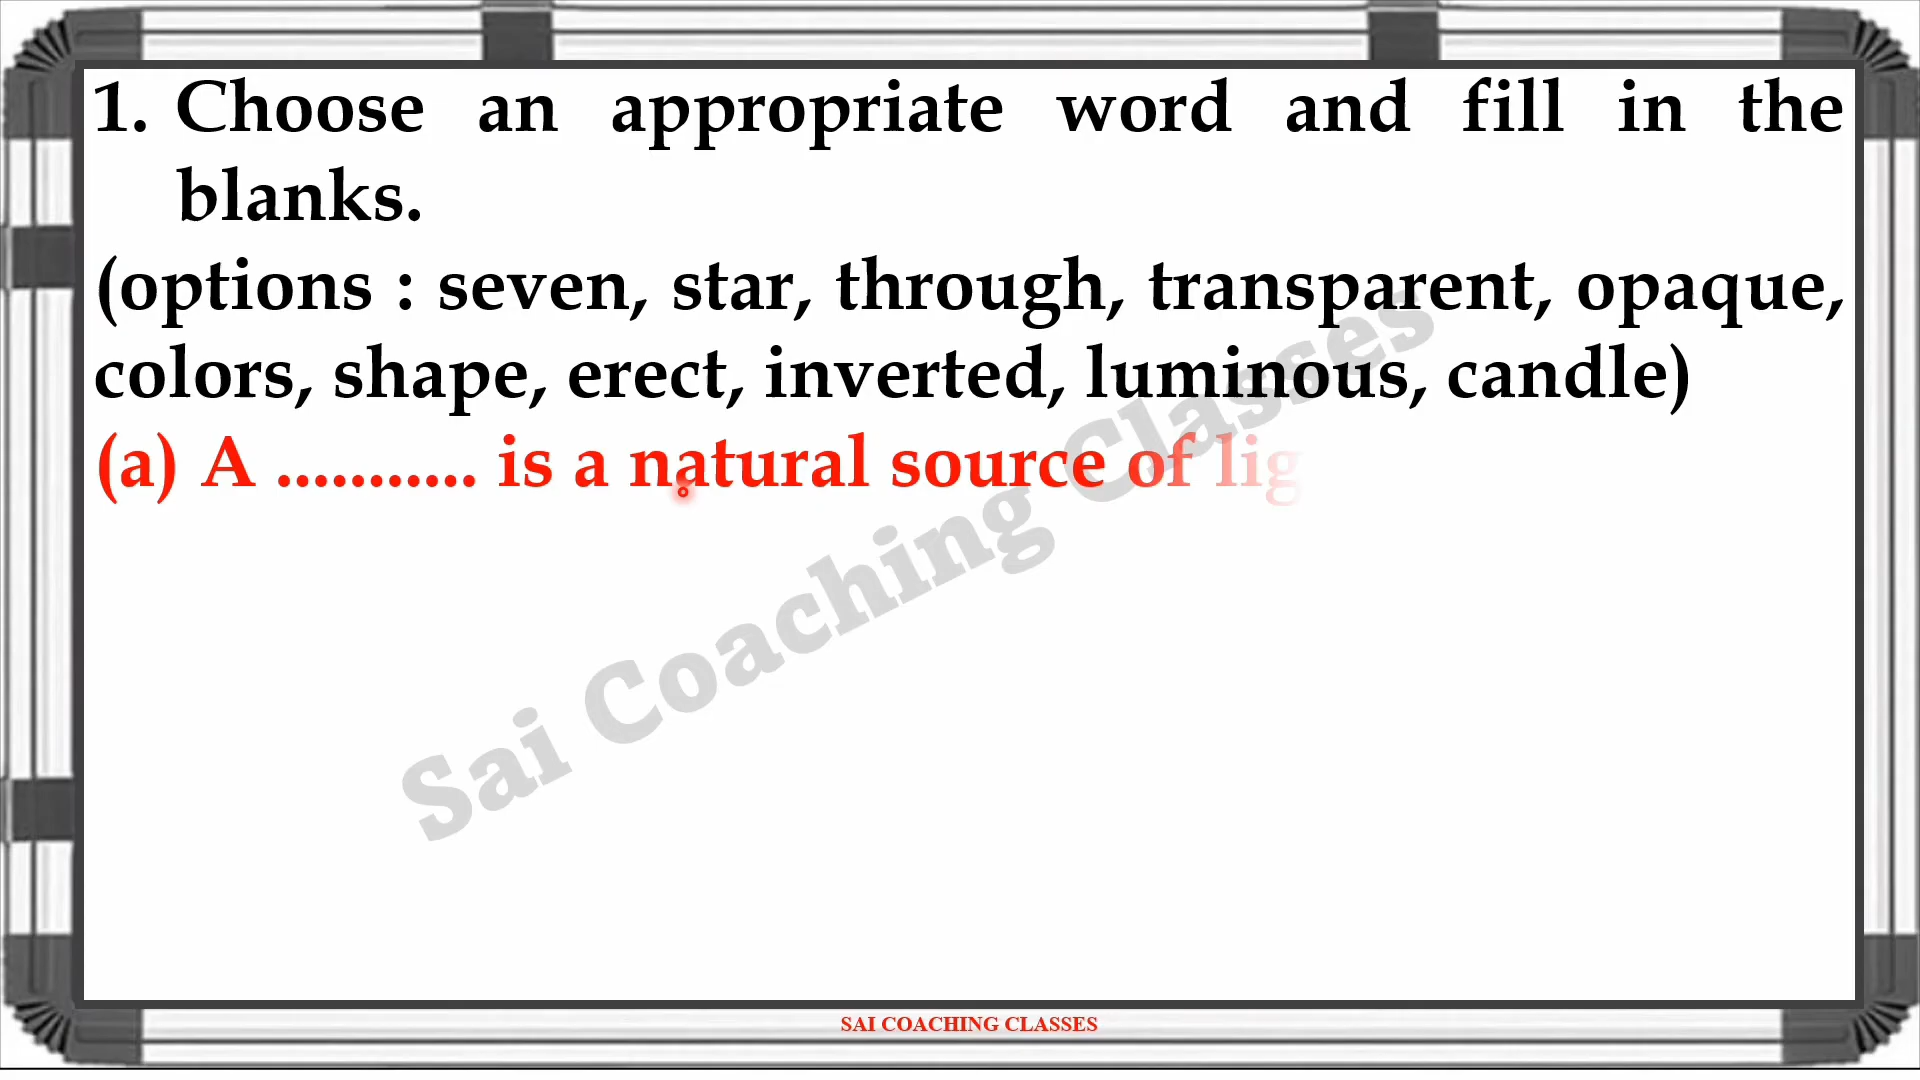 1. Choose an appropriate word and fill in the
blanks.
(options : seven, star, through, transparent, opaque,
colors, shape, erect, inverted, luminous, candle)
(a) A ........... is a natural source of lig
Sai Coaching Classes
SAI COACHING CLASSES